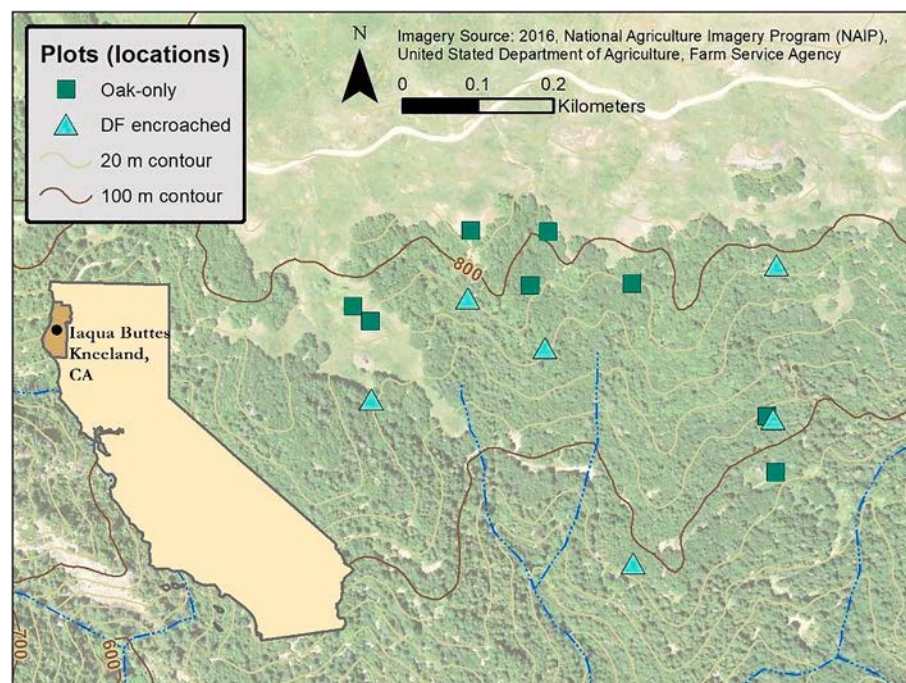 Plots (locations)
Oak-only
DF encroached
20 m contour
100 m contour
N
Imagery Source: 2016, National Agriculture Imagery Program (NAIP),
United Stated Department of Agriculture, Farm Service Agency
0 0.1 0.2
Kilometers
800
Iaqua Buttes
Kneeland,
CA
700
600